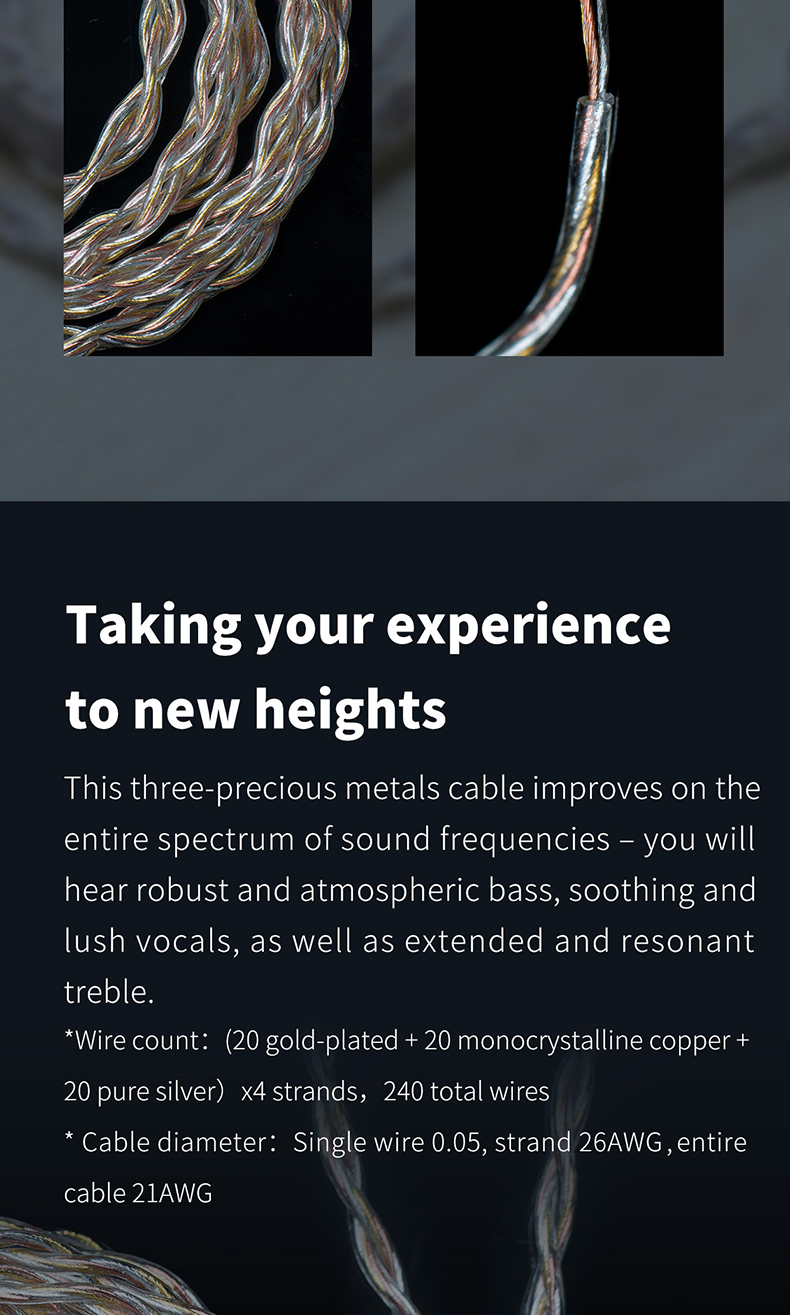 Taking your experience
to new heights
This three-precious metals cable improves on the
entire spectrum of sound frequencies – you will
hear robust and atmospheric bass, soothing and
lush vocals, as well as extended and resonant
treble.
*Wire count：(20 gold-plated + 20 monocrystalline copper +
20 pure silver）x4 strands，240 total wires
* Cable diameter：Single wire 0.05, strand 26AWG,entire
cable 21AWG